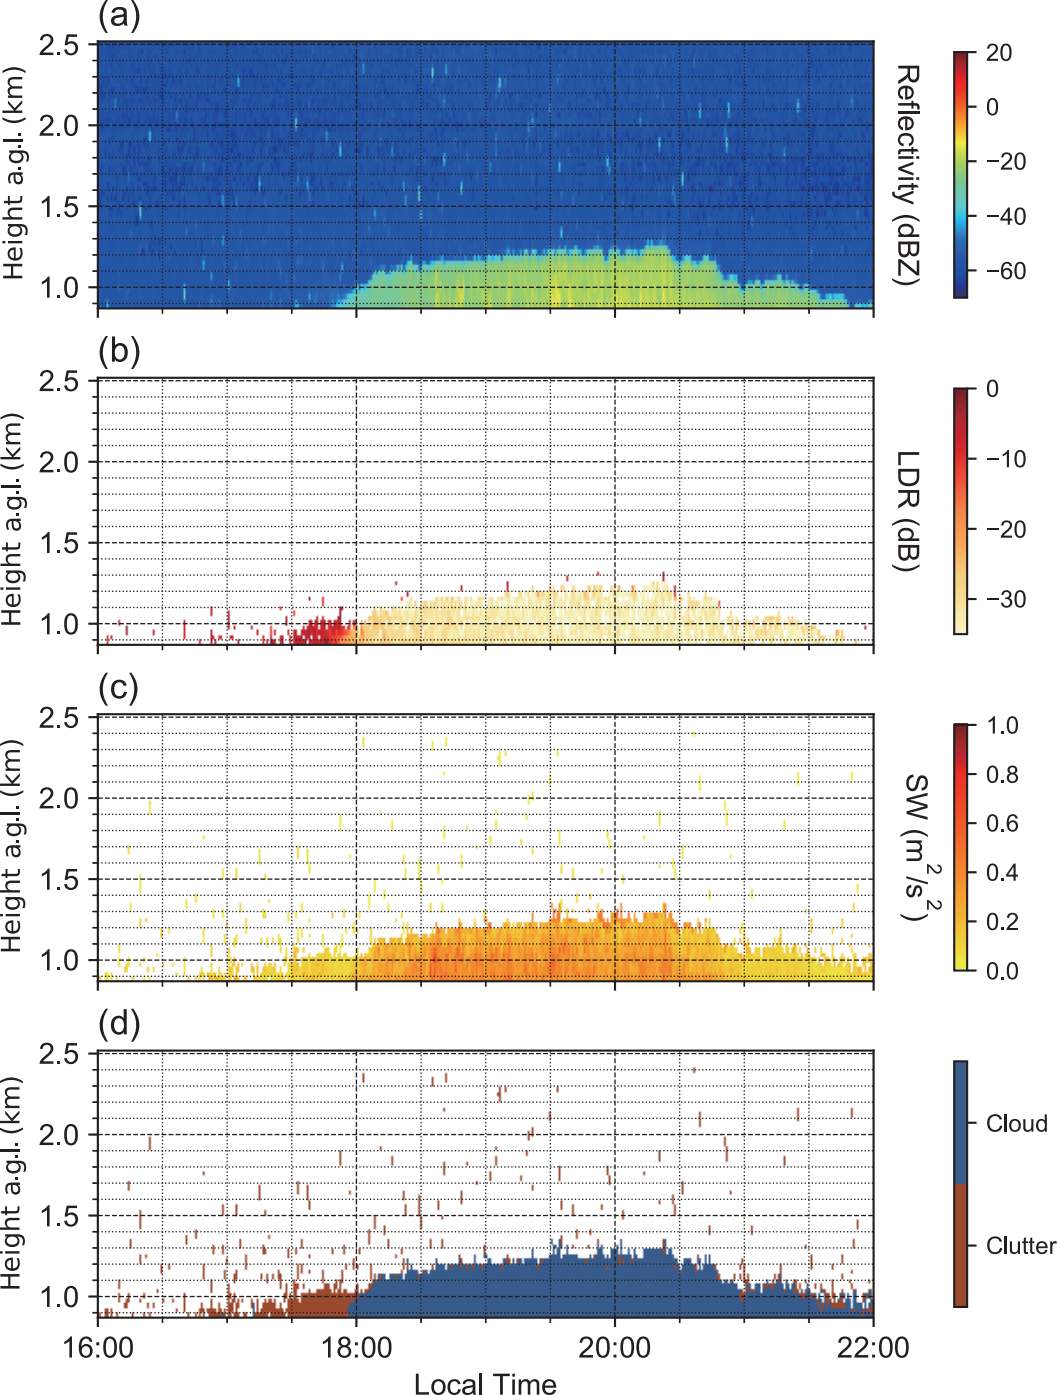 (a)
2.5
2.0
1.5
1.0
Height a.g.l. (km)
20
0
−20
−40
−60
Reflectivity (dBZ)
(b)
2.5
2.0
1.5
1.0
Height a.g.l. (km)
0
−10
−20
−30
LDR (dB)
(c)
2.5
2.0
1.5
1.0
Height a.g.l. (km)
1.0
0.8
0.6
0.4
0.2
0.0
SW (m²/s²)
(d)
2.5
2.0
1.5
1.0
Height a.g.l. (km)
Cloud
Clutter
16:00 18:00 20:00 22:00
Local Time